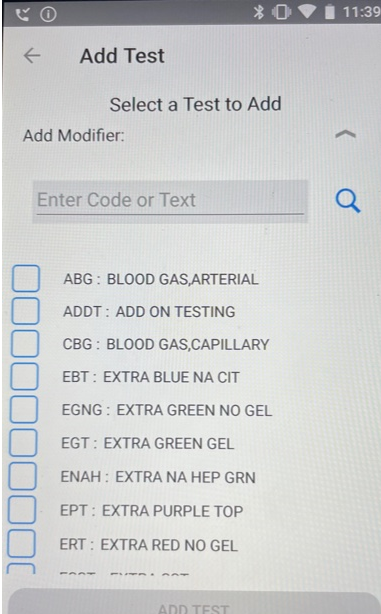 11:39
Add Test
Select a Test to Add
Add Modifier:
Enter Code or Text
ABG : BLOOD GAS,ARTERIAL
ADDT : ADD ON TESTING
CBG : BLOOD GAS,CAPILLARY
EBT : EXTRA BLUE NA CIT
EGNG : EXTRA GREEN NO GEL
EGT : EXTRA GREEN GEL
ENAH : EXTRA NA HEP GRN
EPT : EXTRA PURPLE TOP
ERT : EXTRA RED NO GEL
ADD TEST